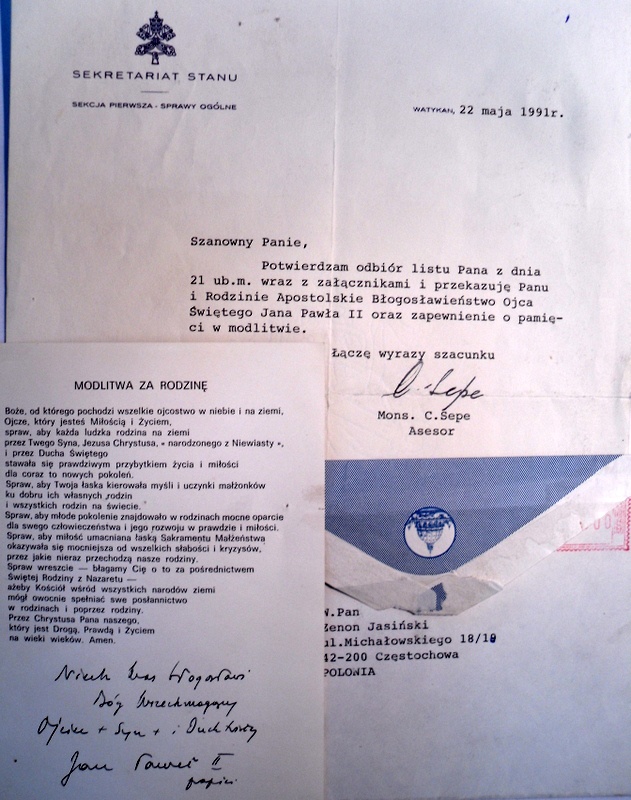 SEKRETARIAT STANU
SEKCJA PIERWSZA - SPRAWY OGÓLNE
WATYKAN, 22 maja 1991r.
Szanowny Panie,
Potwierdzam odbiór listu Pana z dnia
21 ub.m. wraz z załącznikami i przekazuję Panu
i Rodzinie Apostolskie Błogosławieństwo Ojca
Świętego Jana Pawła II oraz zapewnienie o pamię-
ci w modlitwie.
Łączę wyrazy szacunku
C. Sepe
Mons. C.Sepe
Asesor
MODLITWA ZA RODZINĘ
Boże, od którego pochodzi wszelkie ojcostwo w niebie i na ziemi,
Ojcze, który jesteś Miłością i Życiem,
spraw, aby każda ludzka rodzina na ziemi
przez Twego Syna, Jezusa Chrystusa, « narodzonego z Niewiasty »,
i przez Ducha Świętego
stawała się prawdziwym przybytkiem życia i miłości
dla coraz to nowych pokoleń.
Spraw, aby Twoja łaska kierowała myśli i uczynki małżonków
ku dobru ich własnych rodzin
i wszystkich rodzin na świecie.
Spraw, aby młode pokolenie znajdowało w rodzinach mocne oparcie
dla swego człowieczeństwa i jego rozwoju w prawdzie i miłości.
Spraw, aby miłość umacniana łaską Sakramentu Małżeństwa
okazywała się mocniejsza od wszelkich słabości i kryzysów,
przez jakie nieraz przechodzą nasze rodziny.
Spraw wreszcie — błagamy Cię o to za pośrednictwem
Świętej Rodziny z Nazaretu —
ażeby Kościół wśród wszystkich narodów ziemi
mógł owocnie spełniać swe posłannictwo
w rodzinach i poprzez rodziny.
Przez Chrystusa Pana naszego,
który jest Drogą, Prawdą i Życiem
na wieki wieków. Amen.
Niech Was błogosławi
Bóg Wszechmogący
Ojciec + Syn + i Duch Święty
Jan Paweł II
papież
W.Pan
Zenon Jasiński
ul.Michałowskiego 18/19
42-200 Częstochowa
POLONIA